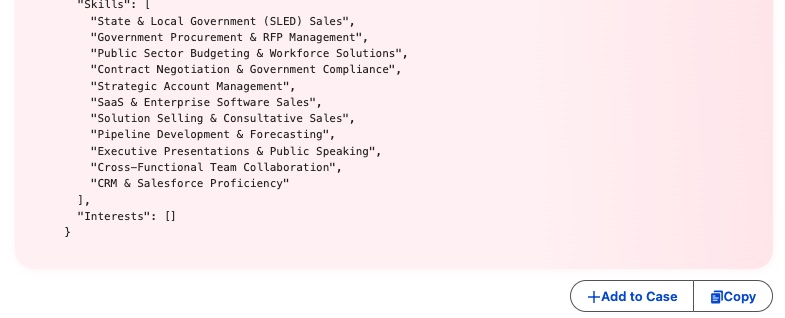 "Skills": [
"State & Local Government (SLED) Sales",
"Government Procurement & RFP Management",
"Public Sector Budgeting & Workforce Solutions",
"Contract Negotiation & Government Compliance",
"Strategic Account Management",
"SaaS & Enterprise Software Sales",
"Solution Selling & Consultative Sales",
"Pipeline Development & Forecasting",
"Executive Presentations & Public Speaking",
"Cross–Functional Team Collaboration",
"CRM & Salesforce Proficiency"
],
"Interests": []
}
+Add to Case Copy